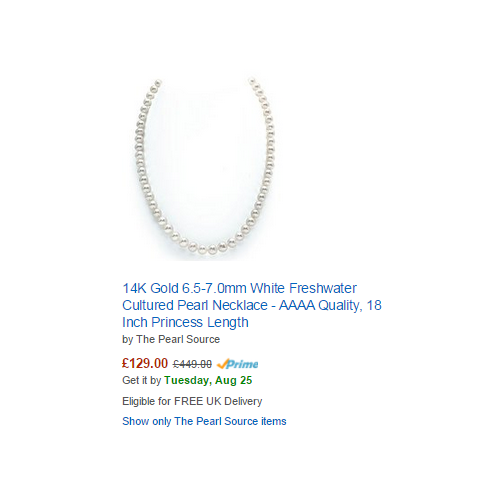 14K Gold 6.5-7.0mm White Freshwater
Cultured Pearl Necklace - AAAA Quality, 18
Inch Princess Length
by The Pearl Source
£129.00 £449.00 Prime
Get it by Tuesday, Aug 25
Eligible for FREE UK Delivery
Show only The Pearl Source items